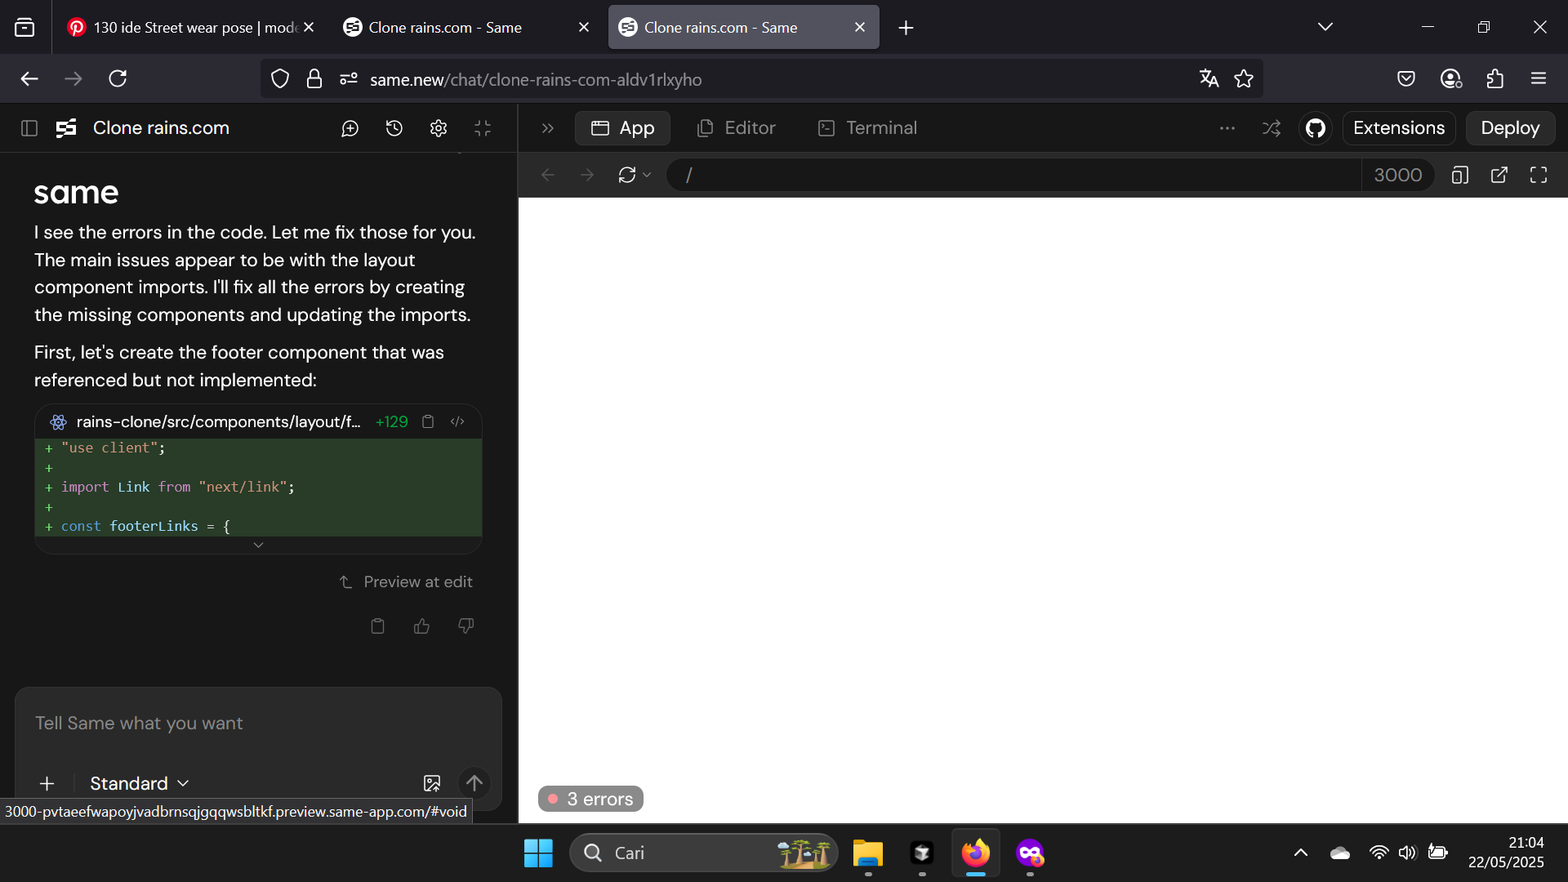 130 ide Street wear pose | mode
Clone rains.com - Same
Clone rains.com - Same
same.new/chat/clone-rains-com-aldv1rlxyho
Clone rains.com
App
Editor
Terminal
Extensions
Deploy
/
3000
same
I see the errors in the code. Let me fix those for you.
The main issues appear to be with the layout
component imports. I'll fix all the errors by creating
the missing components and updating the imports.
First, let's create the footer component that was
referenced but not implemented:
rains-clone/src/components/layout/f... +129
+ "use client";
+
+ import Link from "next/link";
+
+ const footerLinks = {
Preview at edit
Tell Same what you want
Standard
3 errors
3000-pvtaeefwapoyjvadbrnsqjgqqwsbltkf.preview.same-app.com/#void
Cari
21:04
22/05/2025